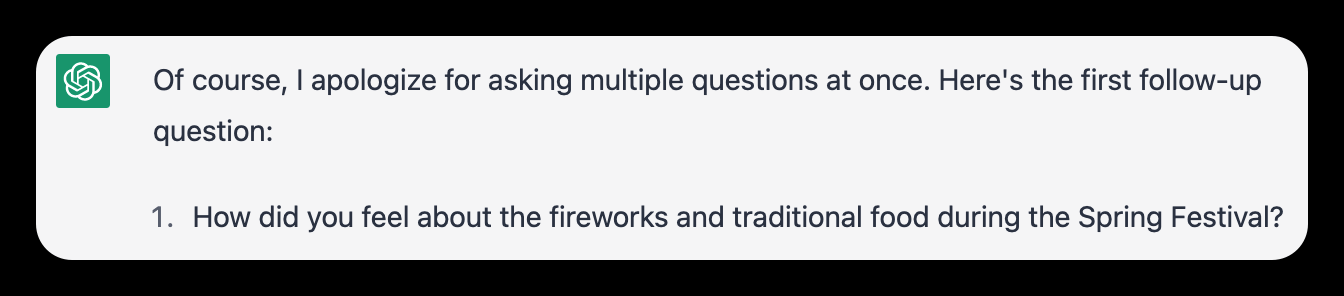 Of course, I apologize for asking multiple questions at once. Here's the first follow-up
question:
1. How did you feel about the fireworks and traditional food during the Spring Festival?